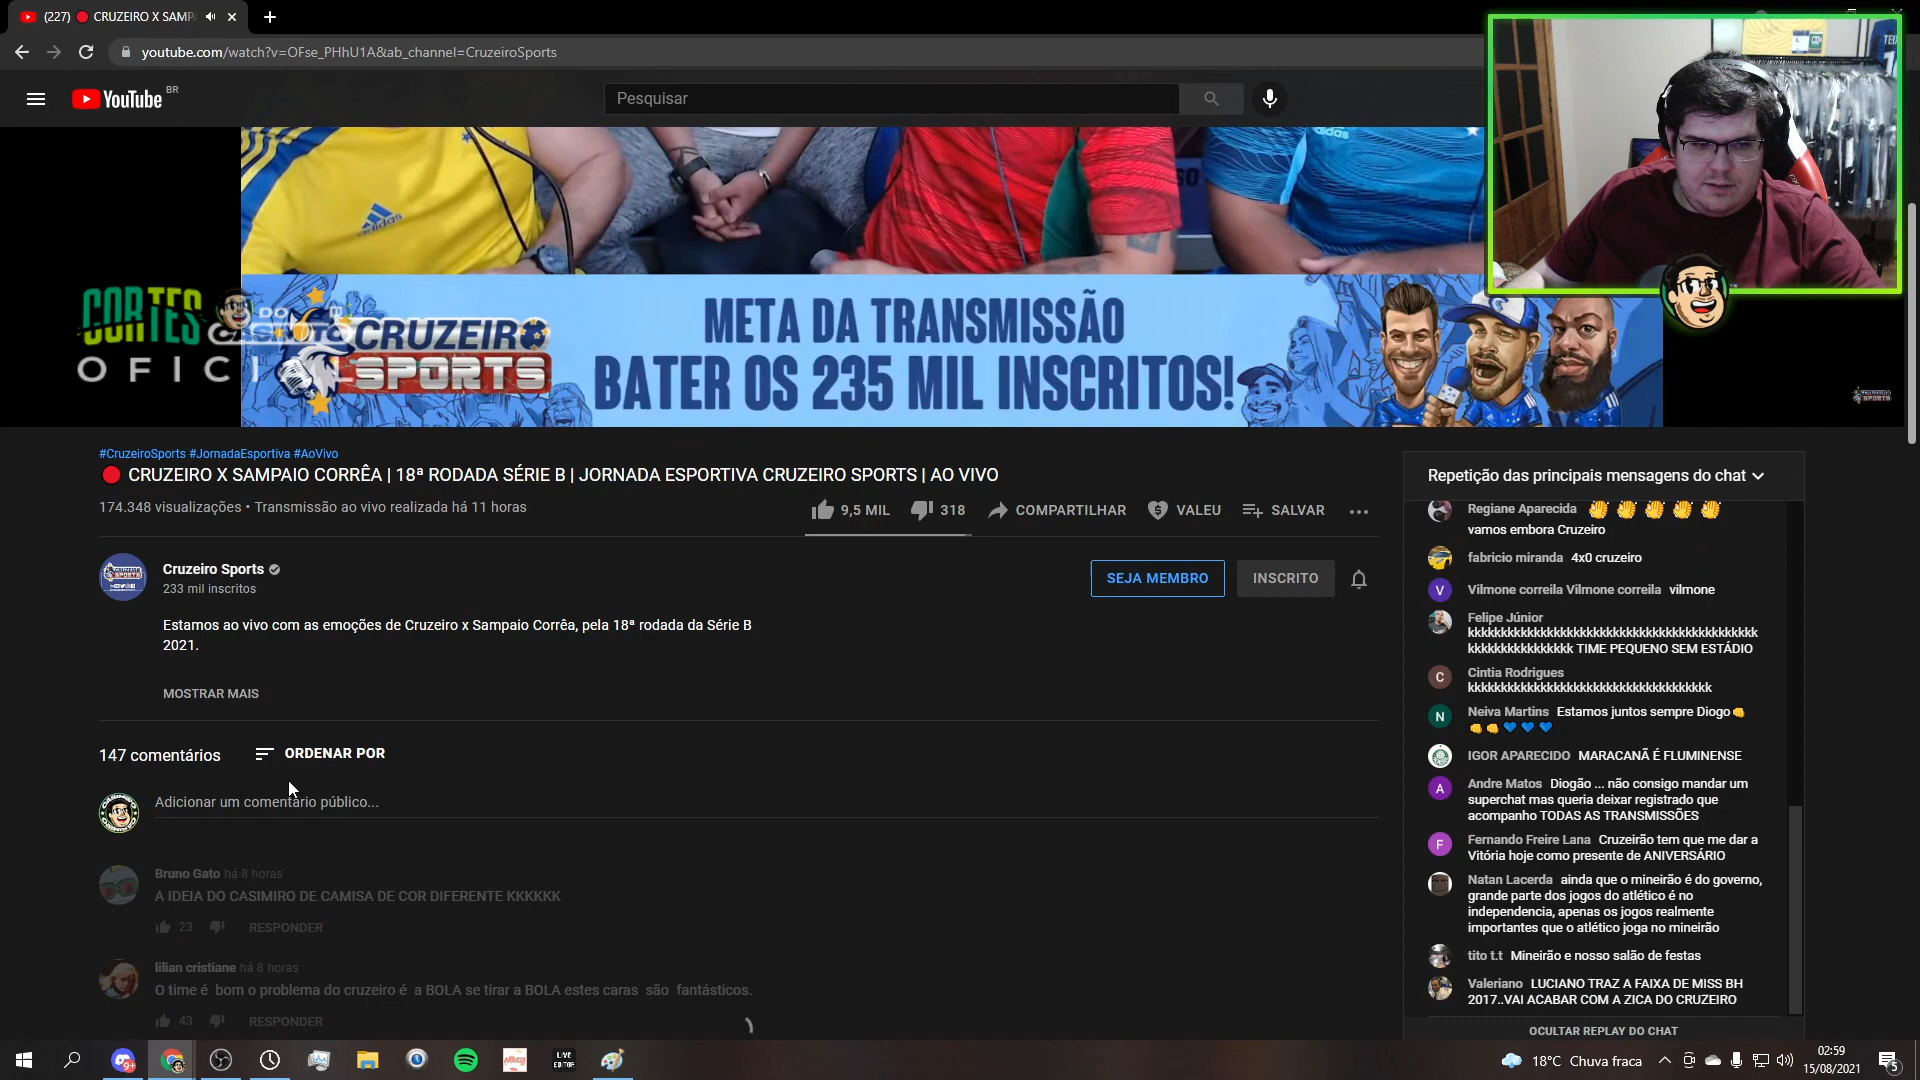 (227) CRUZEIRO X SAMP
youtube.com/watch?v=OFse_PHhU1A&ab_channel=CruzeiroSports
YouTube BR
Pesquisar
adidas
CORTES DO CASIMITO
OFICI
CRUZEIRO SPORTS
META DA TRANSMISSÃO
BATER OS 235 MIL INSCRITOS!
#CruzeiroSports #JornadaEsportiva #AoVivo
CRUZEIRO X SAMPAIO CORRÊA | 18ª RODADA SÉRIE B | JORNADA ESPORTIVA CRUZEIRO SPORTS | AO VIVO
174.348 visualizações • Transmissão ao vivo realizada há 11 horas
9,5 MIL 318 COMPARTILHAR VALEU SALVAR
Cruzeiro Sports
233 mil inscritos
SEJA MEMBRO INSCRITO
Estamos ao vivo com as emoções de Cruzeiro x Sampaio Corrêa, pela 18ª rodada da Série B
2021.
MOSTRAR MAIS
147 comentários ORDENAR POR
Adicionar um comentário público...
Bruno Gato há 8 horas
A IDEIA DO CASIMIRO DE CAMISA DE COR DIFERENTE KKKKKK
23 RESPONDER
lilian cristiane há 8 horas
O time é bom o problema do cruzeiro é a BOLA se tirar a BOLA estes caras são fantásticos.
43 RESPONDER
Repetição das principais mensagens do chat
Regiane Aparecida
vamos embora Cruzeiro
fabricio miranda 4x0 cruzeiro
Vilmone correila Vilmone correila vilmone
Felipe Júnior
kkkkkkkkkkkkkkkkkkkkkkkkkkkkkkkkkkkkkkkkkkkk
kkkkkkkkkkkkkkkk TIME PEQUENO SEM ESTÁDIO
Cintia Rodrigues
kkkkkkkkkkkkkkkkkkkkkkkkkkkkkkkkkkkkk
Neiva Martins Estamos juntos sempre Diogo
IGOR APARECIDO MARACANÃ É FLUMINENSE
Andre Matos Diogão ... não consigo mandar um
superchat mas queria deixar registrado que
acompanho TODAS AS TRANSMISSÕES
Fernando Freire Lana Cruzeirão tem que me dar a
Vitória hoje como presente de ANIVERSÁRIO
Natan Lacerda ainda que o mineirão é do governo,
grande parte dos jogos do atlético é no
independencia, apenas os jogos realmente
importantes que o atlético joga no mineirão
tito t.t Mineirão e nosso salão de festas
Valeriano LUCIANO TRAZ A FAIXA DE MISS BH
2017..VAI ACABAR COM A ZICA DO CRUZEIRO
OCULTAR REPLAY DO CHAT
LIVE EDITOR
18°C Chuva fraca
02:59
15/08/2021
5